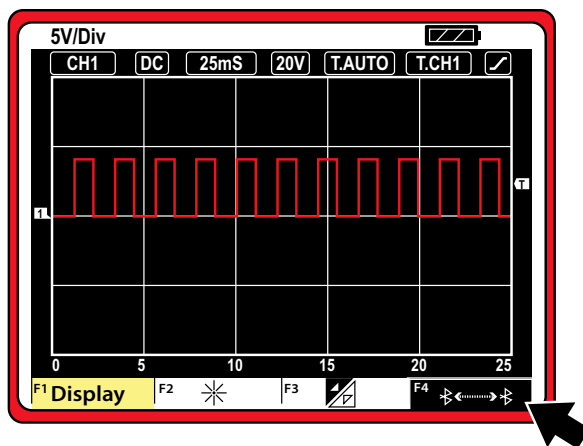 5V/Div
CH1 DC 25mS 20V T.AUTO T.CH1
T
1
0 5 10 15 20 25
F1 Display F2 F3 F4